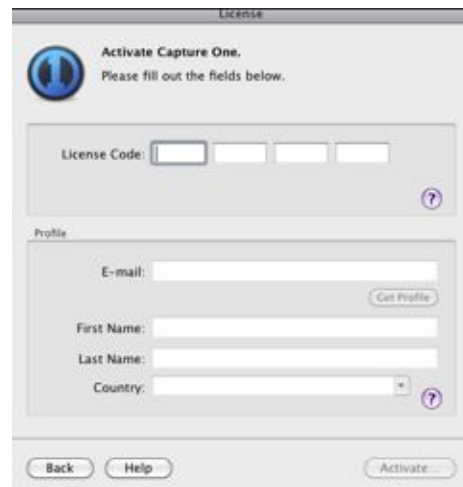 License
Activate Capture One.
Please fill out the fields below.
License Code:
?
Profile
E-mail:
Get Profile
First Name:
Last Name:
Country:
?
Back Help Activate...